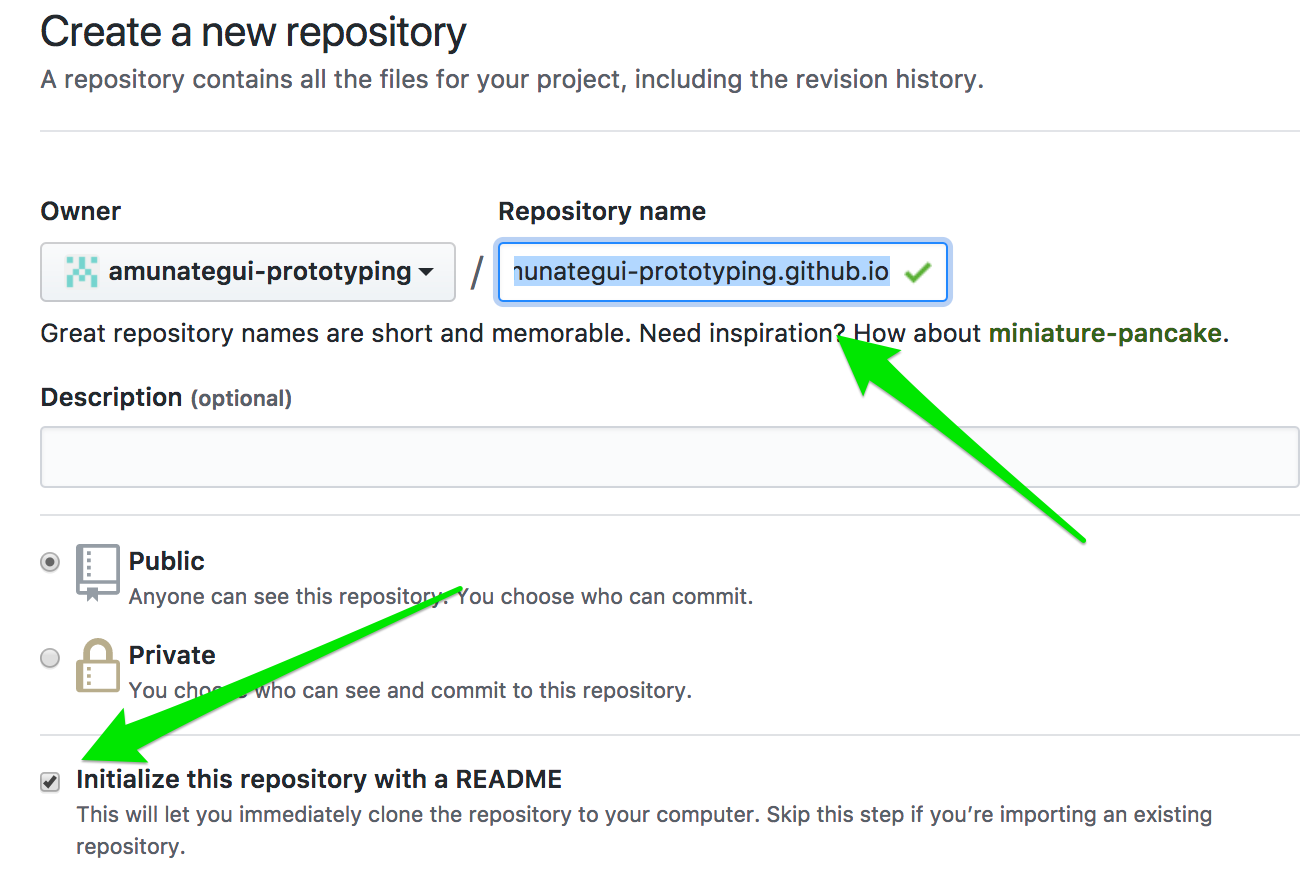 Create a new repository
A repository contains all the files for your project, including the revision history.
Owner
Repository name
amunategui-prototyping / nunategui-prototyping.github.io
Great repository names are short and memorable. Need inspiration? How about miniature-pancake.
Description (optional)
Public
Anyone can see this repository. You choose who can commit.
Private
You choose who can see and commit to this repository.
Initialize this repository with a README
This will let you immediately clone the repository to your computer. Skip this step if you’re importing an existing
repository.